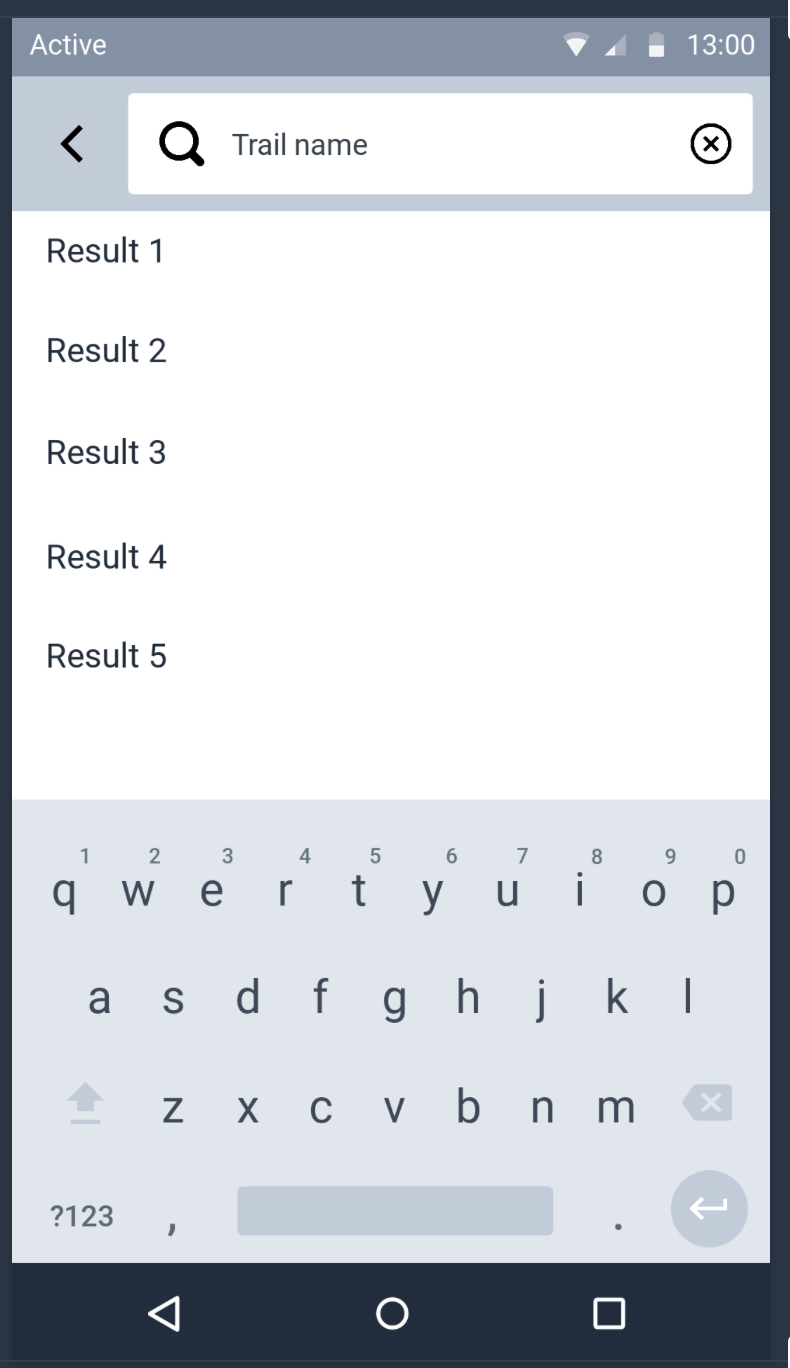 Active 13:00
Trail name
Result 1
Result 2
Result 3
Result 4
Result 5
1 2 3 4 5 6 7 8 9 0
q w e r t y u i o p
a s d f g h j k l
z x c v b n m
?123 , .